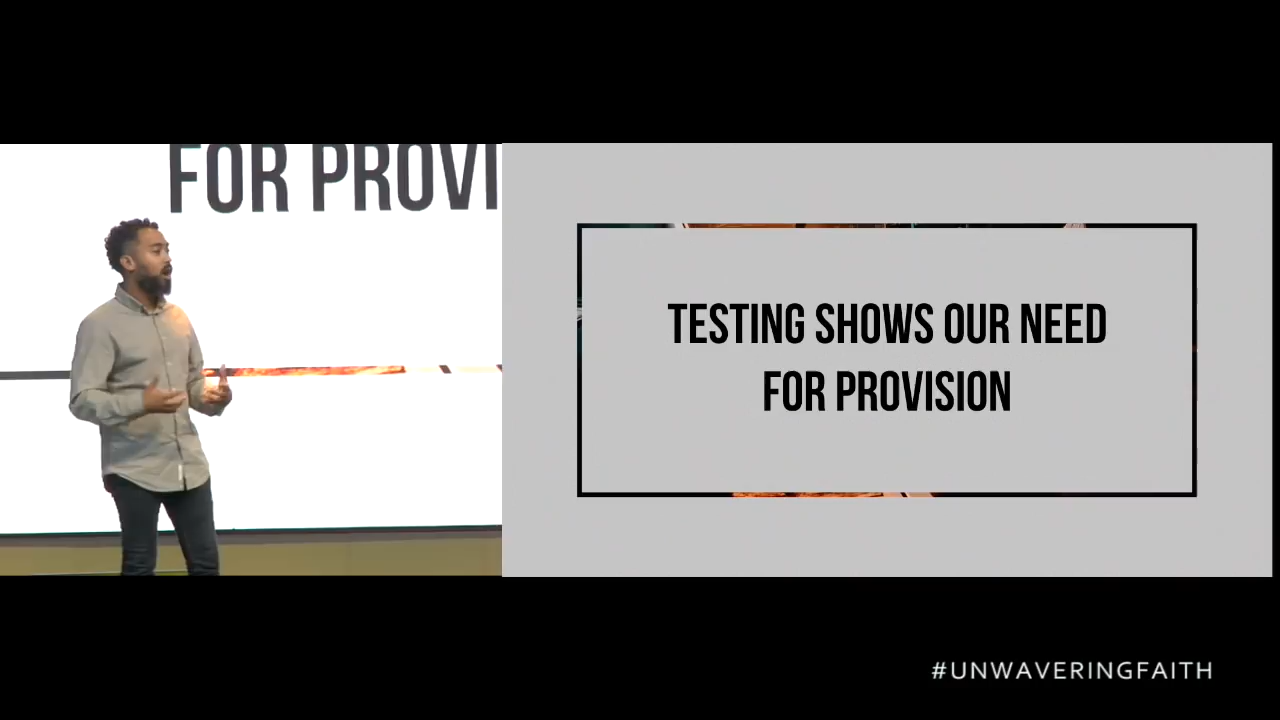 FOR PROVI
TESTING SHOWS OUR NEED
FOR PROVISION
#UNWAVERINGFAITH